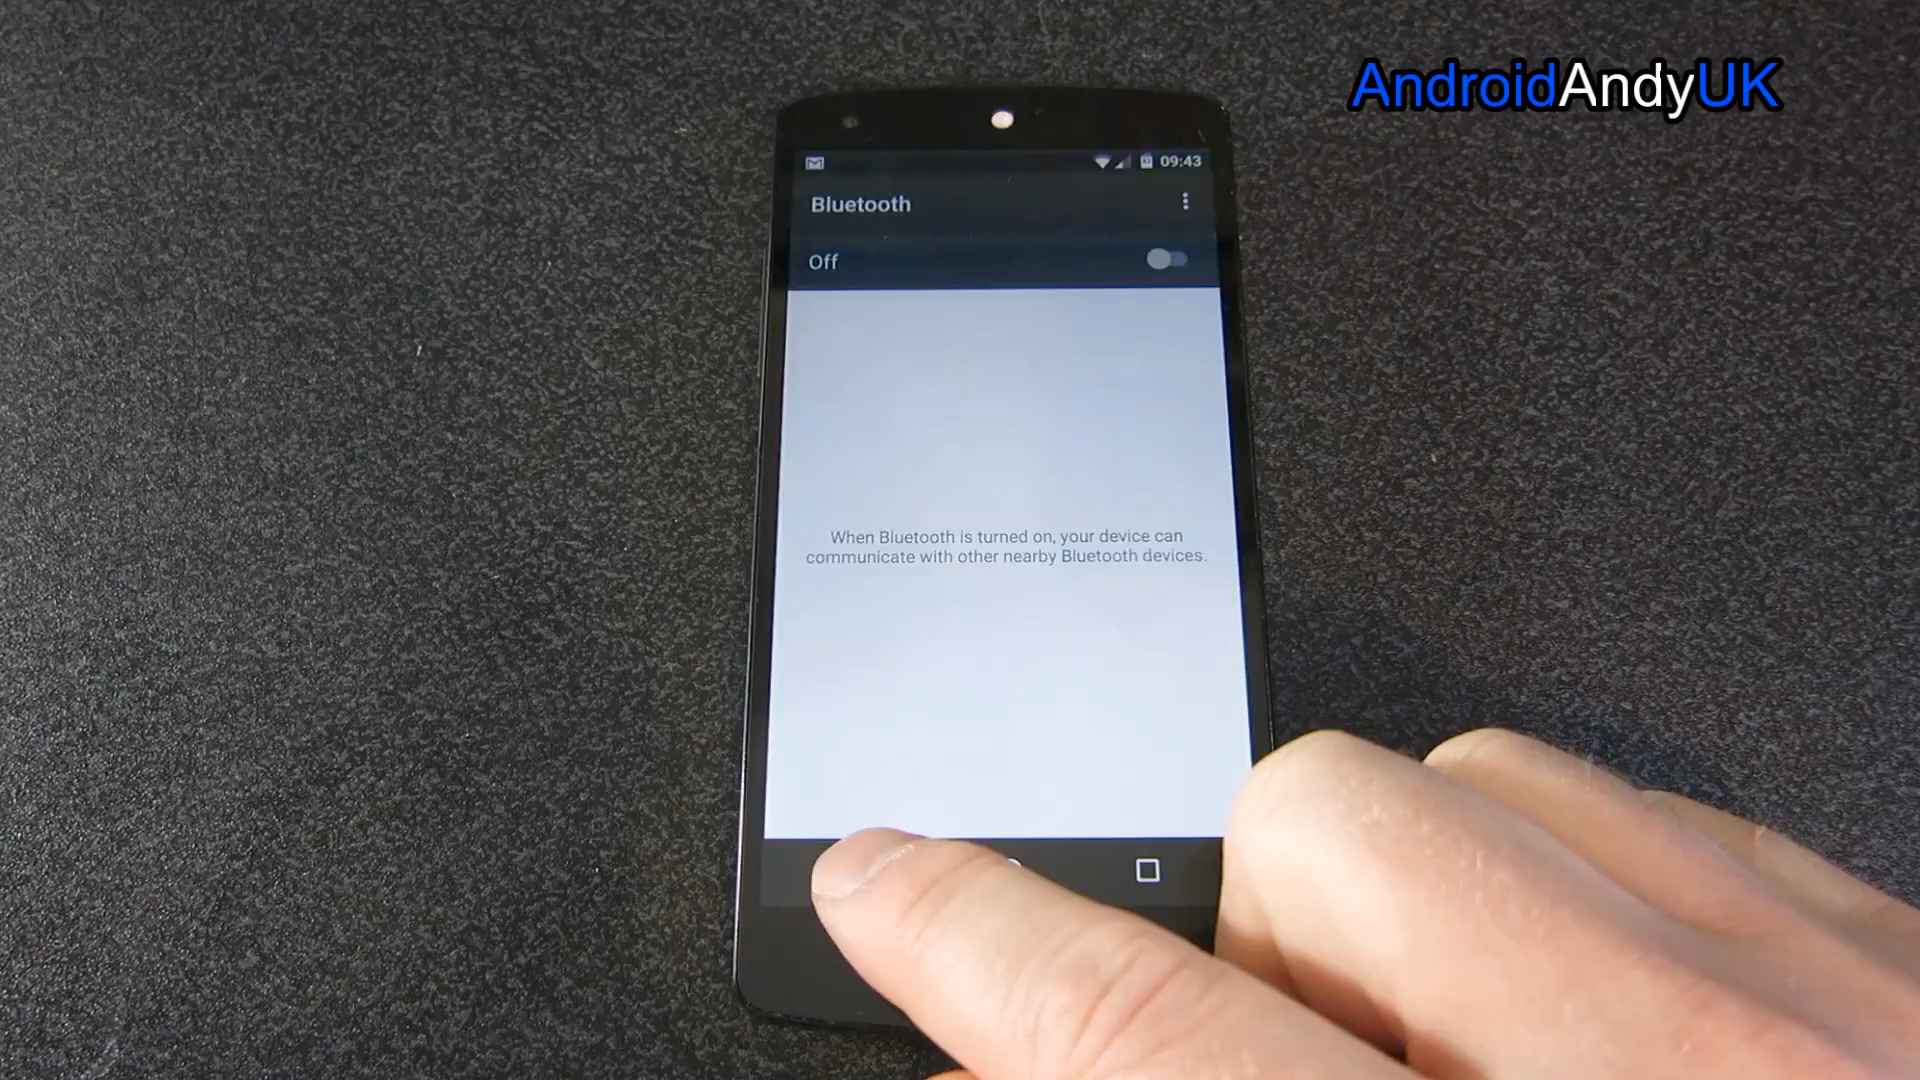 AndroidAndyUK
09:43
Bluetooth
Off
When Bluetooth is turned on, your device can
communicate with other nearby Bluetooth devices.